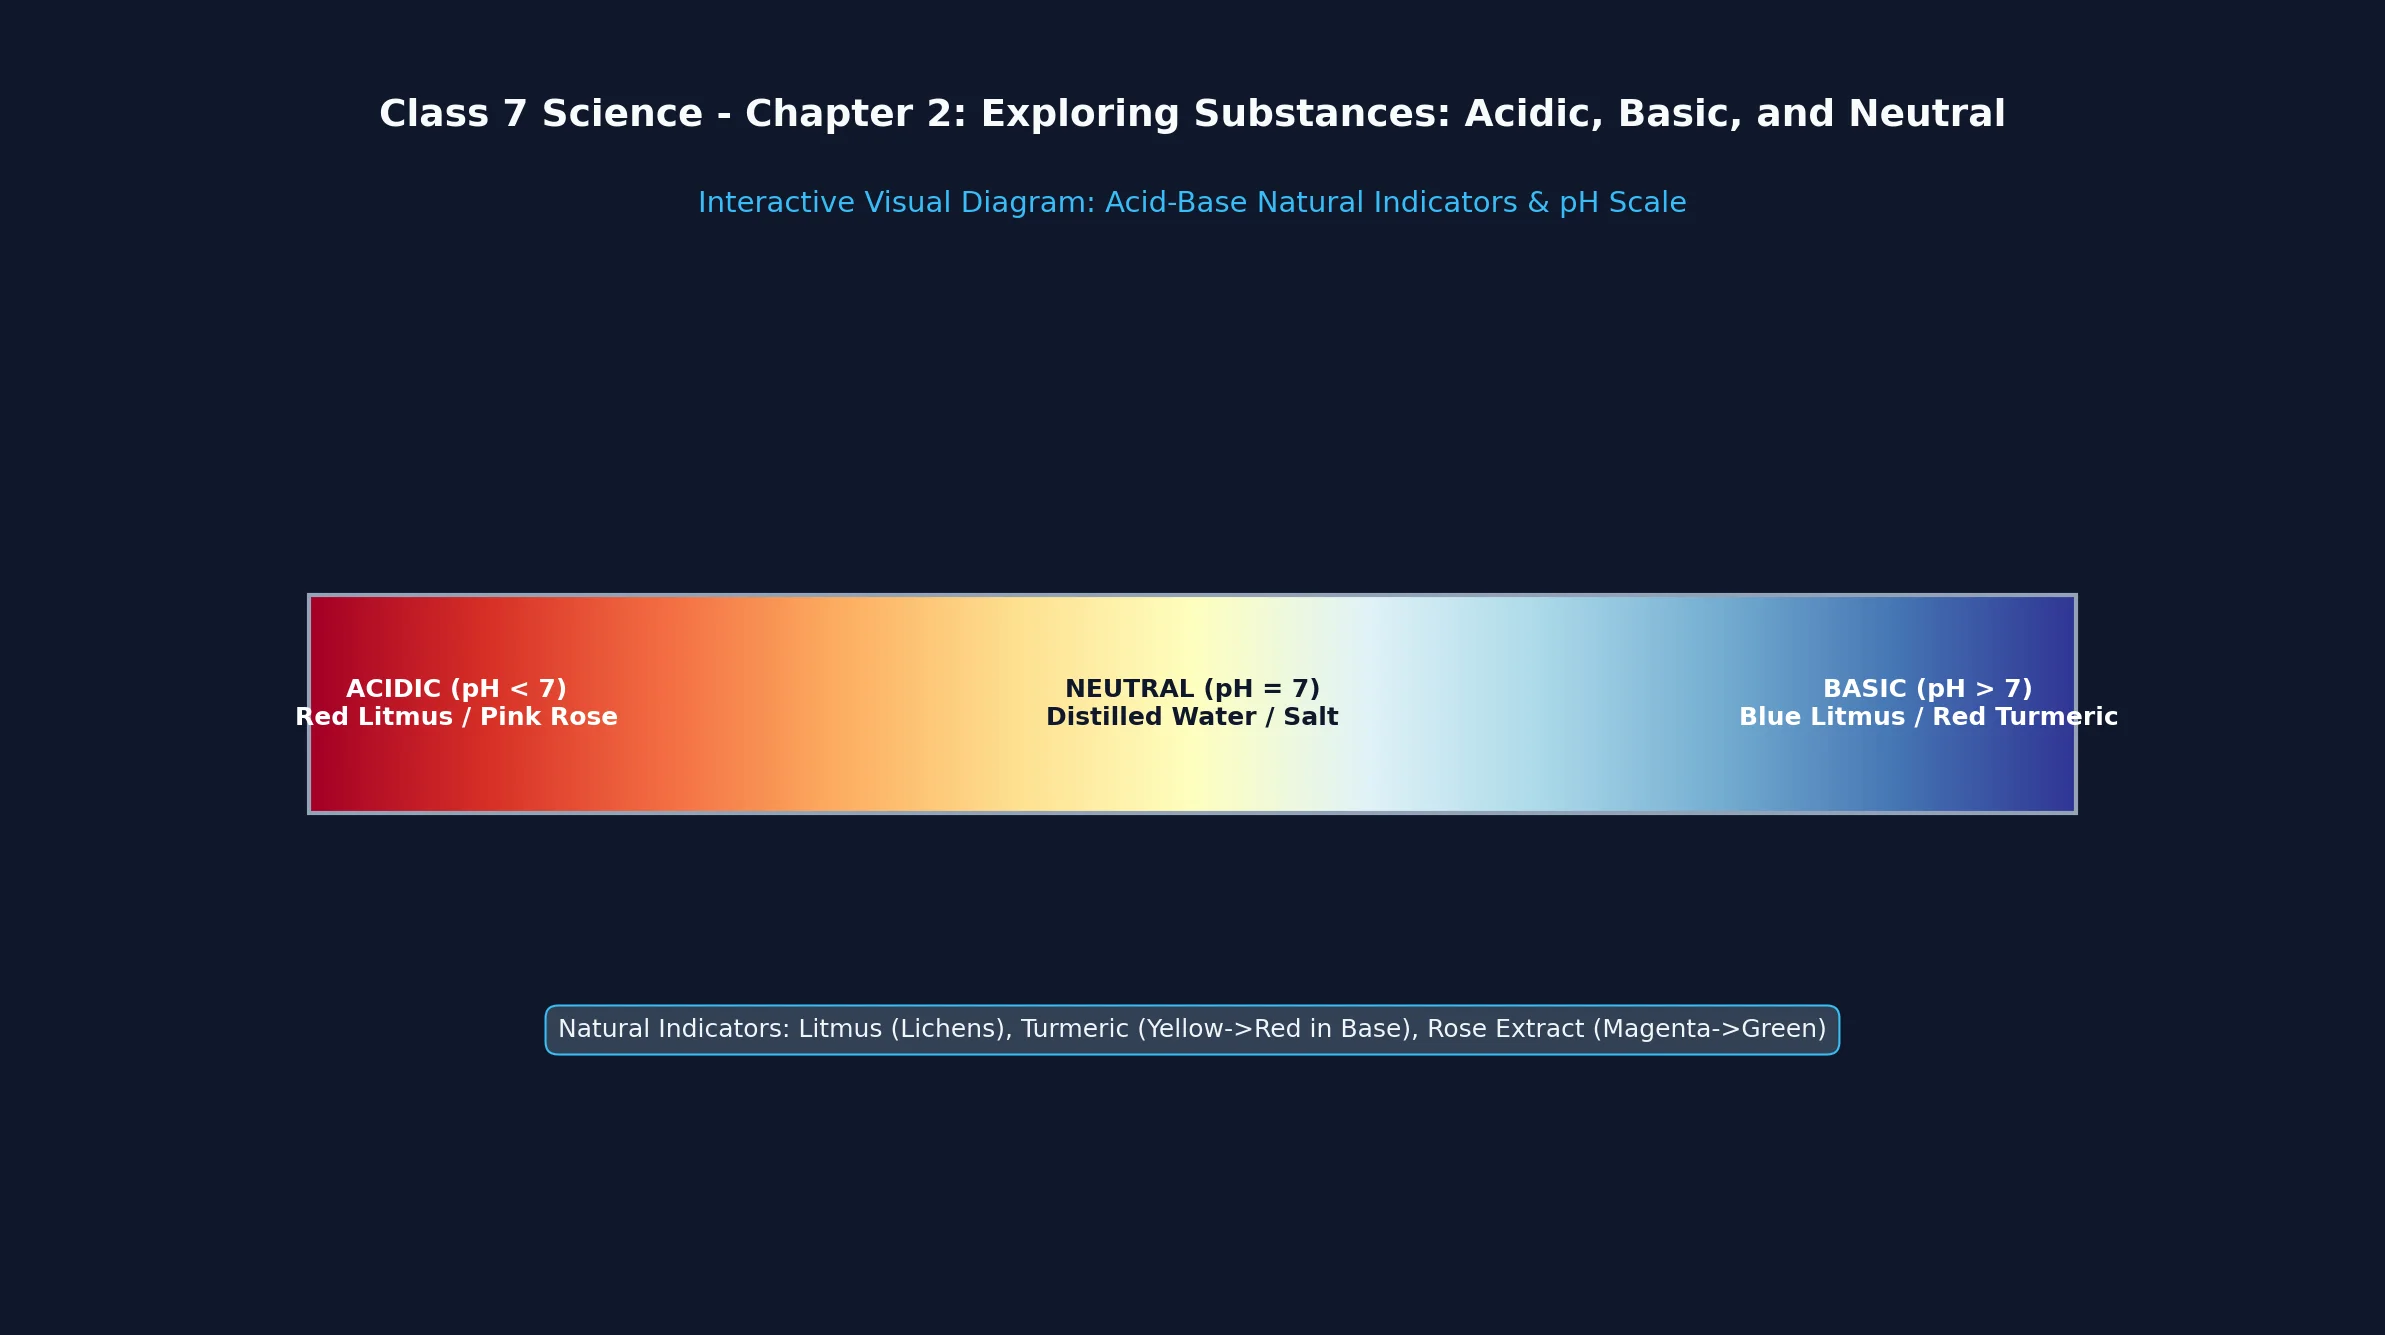 Class 7 Science - Chapter 2: Exploring Substances: Acidic, Basic, and Neutral
Interactive Visual Diagram: Acid-Base Natural Indicators & pH Scale
ACIDIC (pH < 7)
Red Litmus / Pink Rose
NEUTRAL (pH = 7)
Distilled Water / Salt
BASIC (pH > 7)
Blue Litmus / Red Turmeric
Natural Indicators: Litmus (Lichens), Turmeric (Yellow->Red in Base), Rose Extract (Magenta->Green)